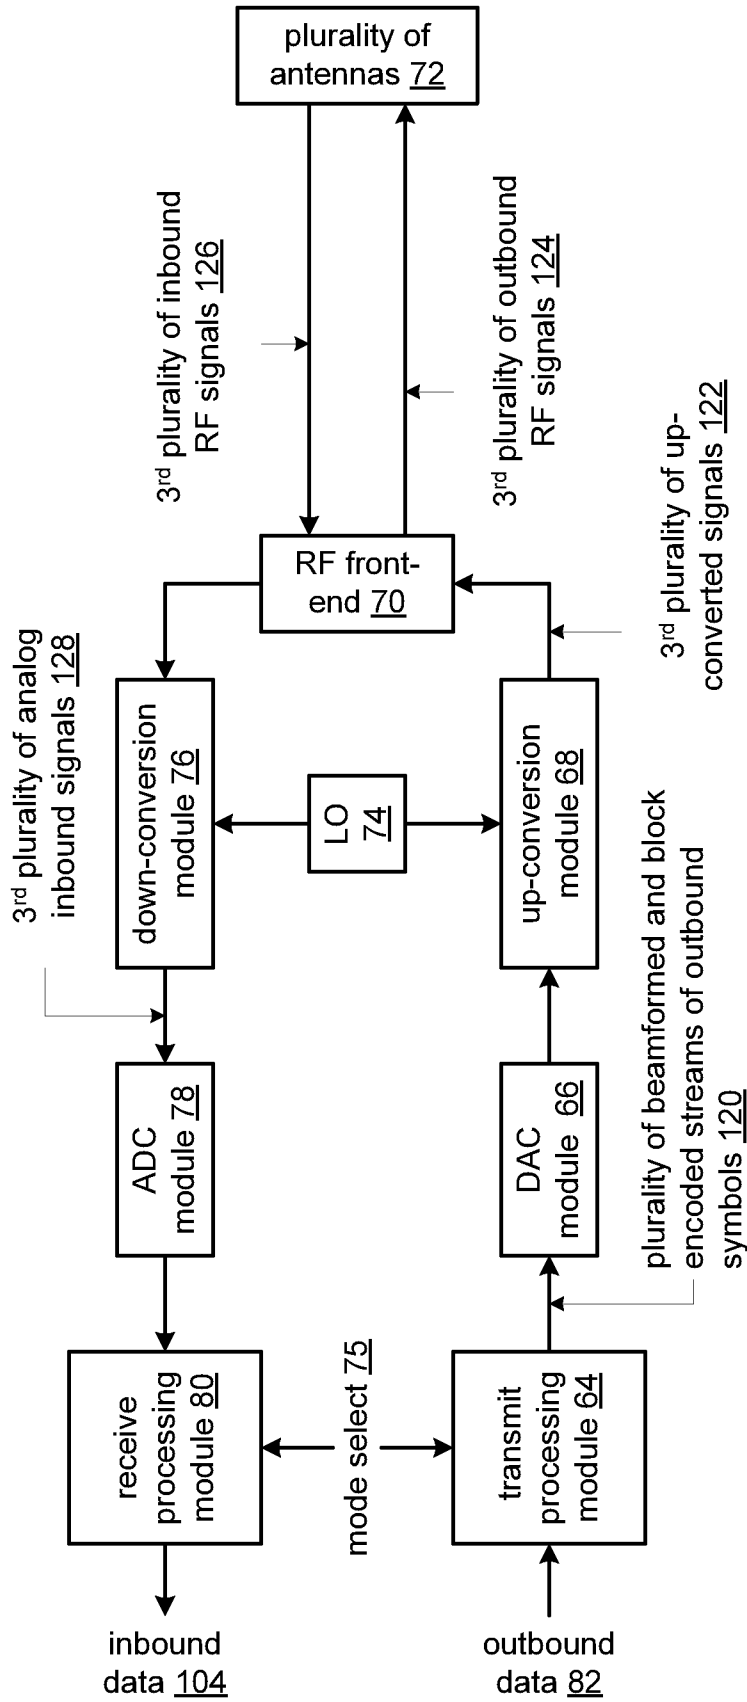 plurality of
antennas 72
3rd plurality of inbound
RF signals 126
3rd plurality of outbound
RF signals 124
RF front-
end 70
3rd plurality of up-
converted signals 122
3rd plurality of analog
inbound signals 128
down-conversion
module 76
LO
74
up-conversion
module 68
ADC
module 78
DAC
module 66
plurality of beamformed and block
encoded streams of outbound
symbols 120
receive
processing
module 80
mode select 75
transmit
processing
module 64
inbound
data 104
outbound
data 82